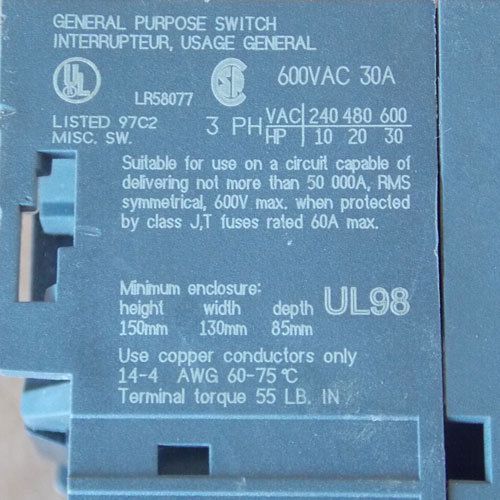 GENERAL PURPOSE SWITCH
INTERRUPTEUR, USAGE GENERAL
UL
LR58077
600VAC 30A
LISTED 97C2
MISC. SW.
3 PH
VAC 240 480 600
HP 10 20 30
Suitable for use on a circuit capable of
delivering not more than 50 000A, RMS
symmetrical, 600V max. when protected
by class J,T fuses rated 60A max.
Minimum enclosure:
height width depth
150mm 130mm 85mm
UL98
Use copper conductors only
14-4 AWG 60-75 °C
Terminal torque 55 LB. IN